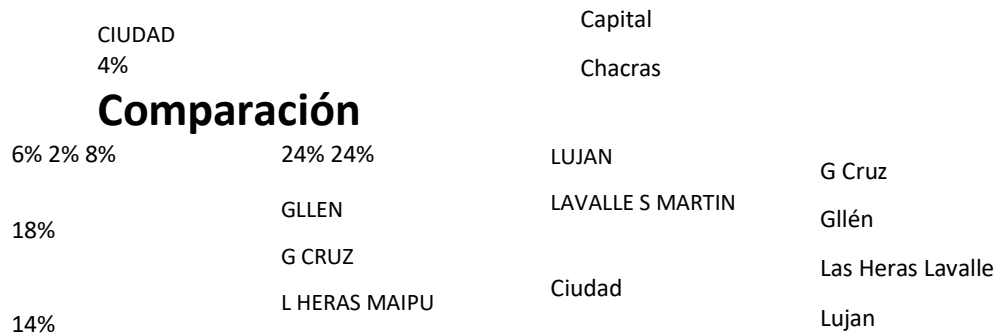 CIUDAD
4%
Comparación
Capital
Chacras
6% 2% 8%
18%
14%
24% 24%
GLLEN
G CRUZ
L HERAS MAIPU
LUJAN
LAVALLE S MARTIN
Ciudad
G Cruz
Gllén
Las Heras Lavalle
Lujan